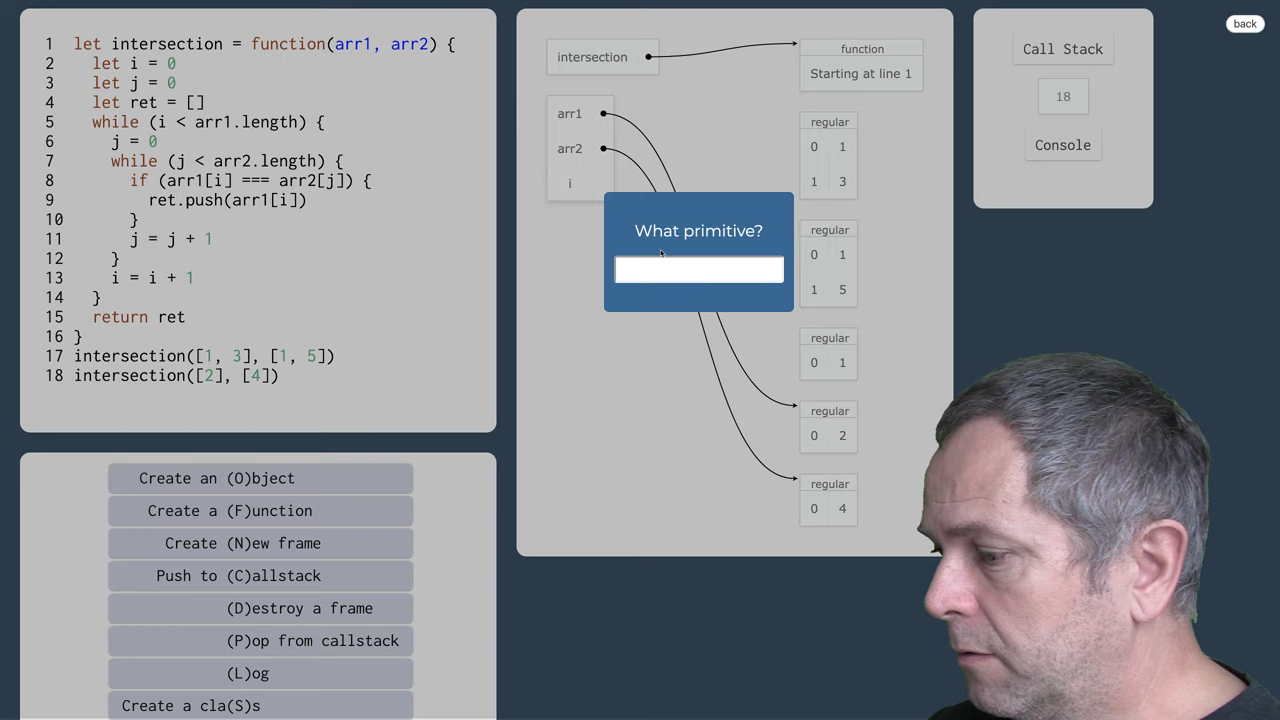 1 let intersection = function(arr1, arr2) {
2 let i = 0
3 let j = 0
4 let ret = []
5 while (i < arr1.length) {
6 j = 0
7 while (j < arr2.length) {
8 if (arr1[i] === arr2[j]) {
9 ret.push(arr1[i])
10 }
11 j = j + 1
12 }
13 i = i + 1
14 }
15 return ret
16 }
17 intersection([1, 3], [1, 5])
18 intersection([2], [4])
Create an (O)bject
Create a (F)unction
Create (N)ew frame
Push to (C)allstack
(D)estroy a frame
(P)op from callstack
(L)og
Create a cla(S)s
intersection
arr1
arr2
i
What primitive?
function
Starting at line 1
regular
0 1
1 3
regular
0 1
1 5
regular
0 1
regular
0 2
regular
0 4
Call Stack
18
Console
back